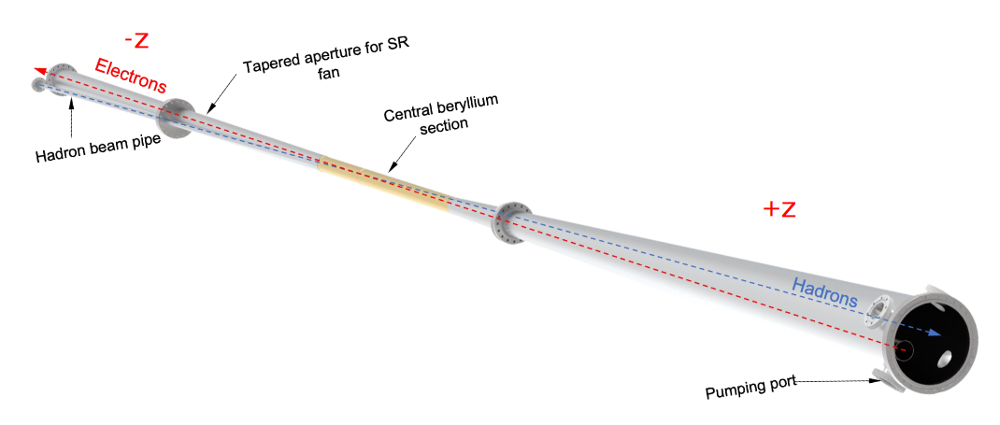 -z
Electrons
Tapered aperture for SR
fan
Central beryllium
section
Hadron beam pipe
+z
Hadrons
Pumping port